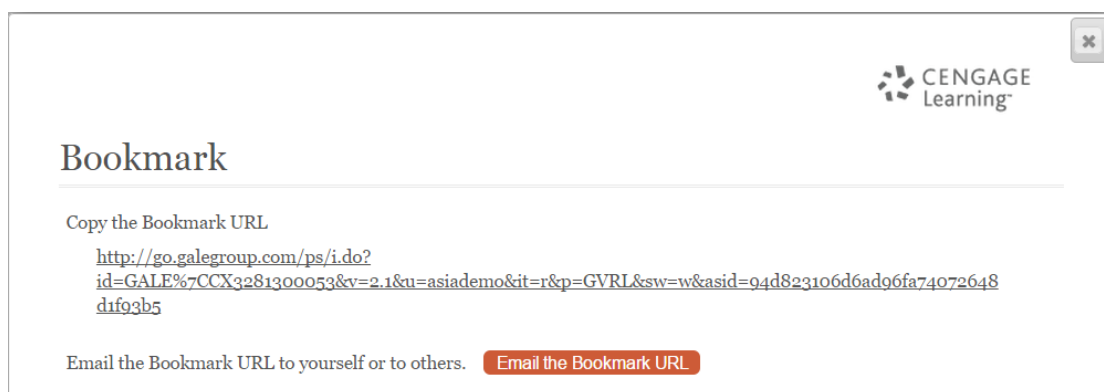 CENGAGE
Learning™
Bookmark
Copy the Bookmark URL
http://go.galegroup.com/ps/i.do?
id=GALE%7CCX3281300053&v=2.1&u=asiademo&it=r&p=GVRL&sw=w&asid=94d823106d6ad96fa74072648
d1f93b5
Email the Bookmark URL to yourself or to others. Email the Bookmark URL